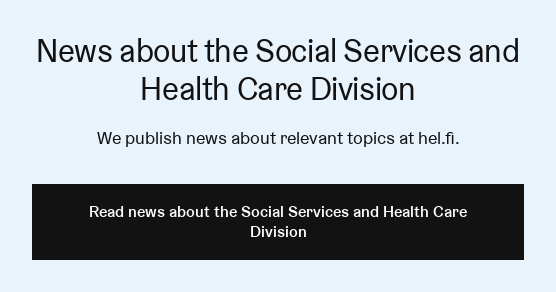 News about the Social Services and
Health Care Division
We publish news about relevant topics at hel.fi.
Read news about the Social Services and Health Care
Division